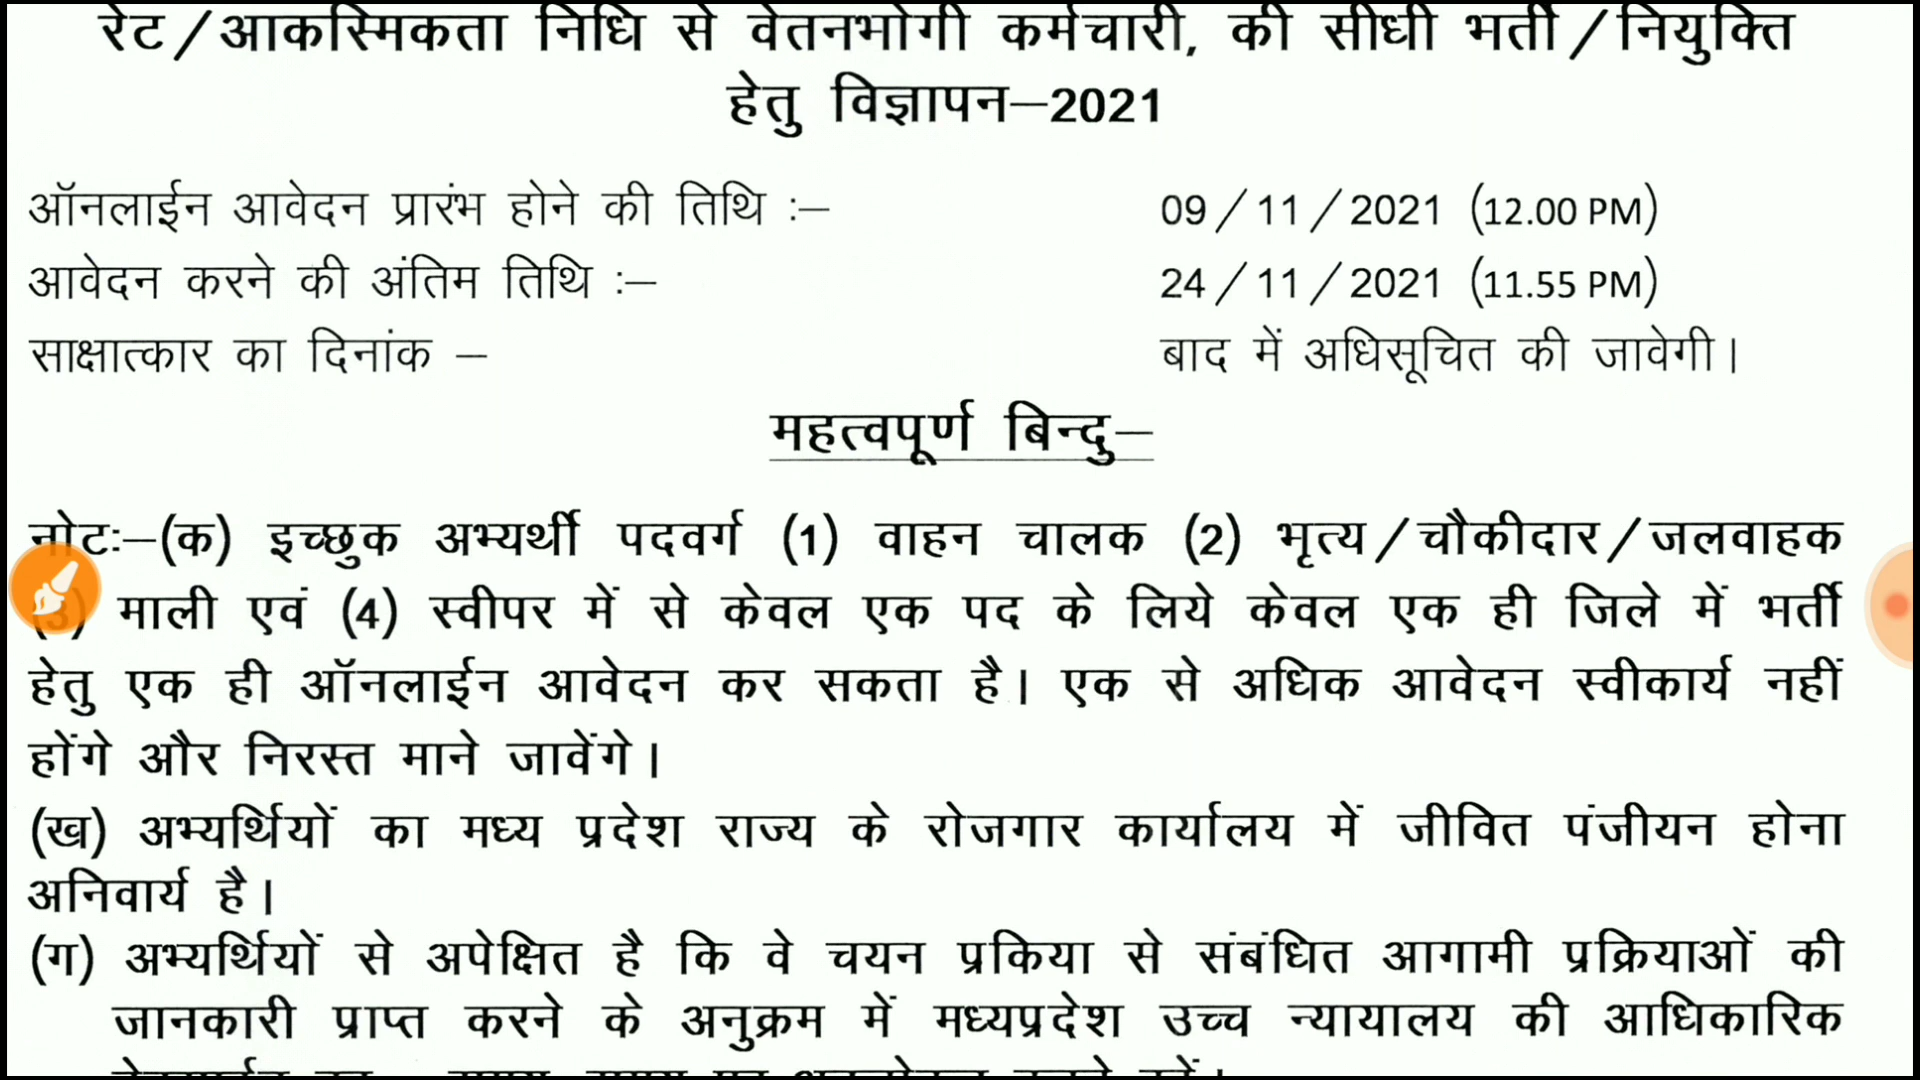 रेट/आकस्मिकता निधि से वेतनभोगी कर्मचारी, की सीधी भर्ती/नियुक्ति
हेतु विज्ञापन–2021
ऑनलाईन आवेदन प्रारंभ होने की तिथि :– 09/11/2021 (12.00 PM)
आवेदन करने की अंतिम तिथि :– 24/11/2021 (11.55 PM)
साक्षात्कार का दिनांक – बाद में अधिसूचित की जावेगी।
महत्वपूर्ण बिन्दु–
नोटः–(क) इच्छुक अभ्यर्थी पदवर्ग (1) वाहन चालक (2) भृत्य/चौकीदार/जलवाहक
(3) माली एवं (4) स्वीपर में से केवल एक पद के लिये केवल एक ही जिले में भर्ती
हेतु एक ही ऑनलाईन आवेदन कर सकता है। एक से अधिक आवेदन स्वीकार्य नहीं
होंगे और निरस्त माने जावेंगे।
(ख) अभ्यर्थियों का मध्य प्रदेश राज्य के रोजगार कार्यालय में जीवित पंजीयन होना
अनिवार्य है।
(ग) अभ्यर्थियों से अपेक्षित है कि वे चयन प्रकिया से संबंधित आगामी प्रक्रियाओं की
जानकारी प्राप्त करने के अनुक्रम में मध्यप्रदेश उच्च न्यायालय की आधिकारिक